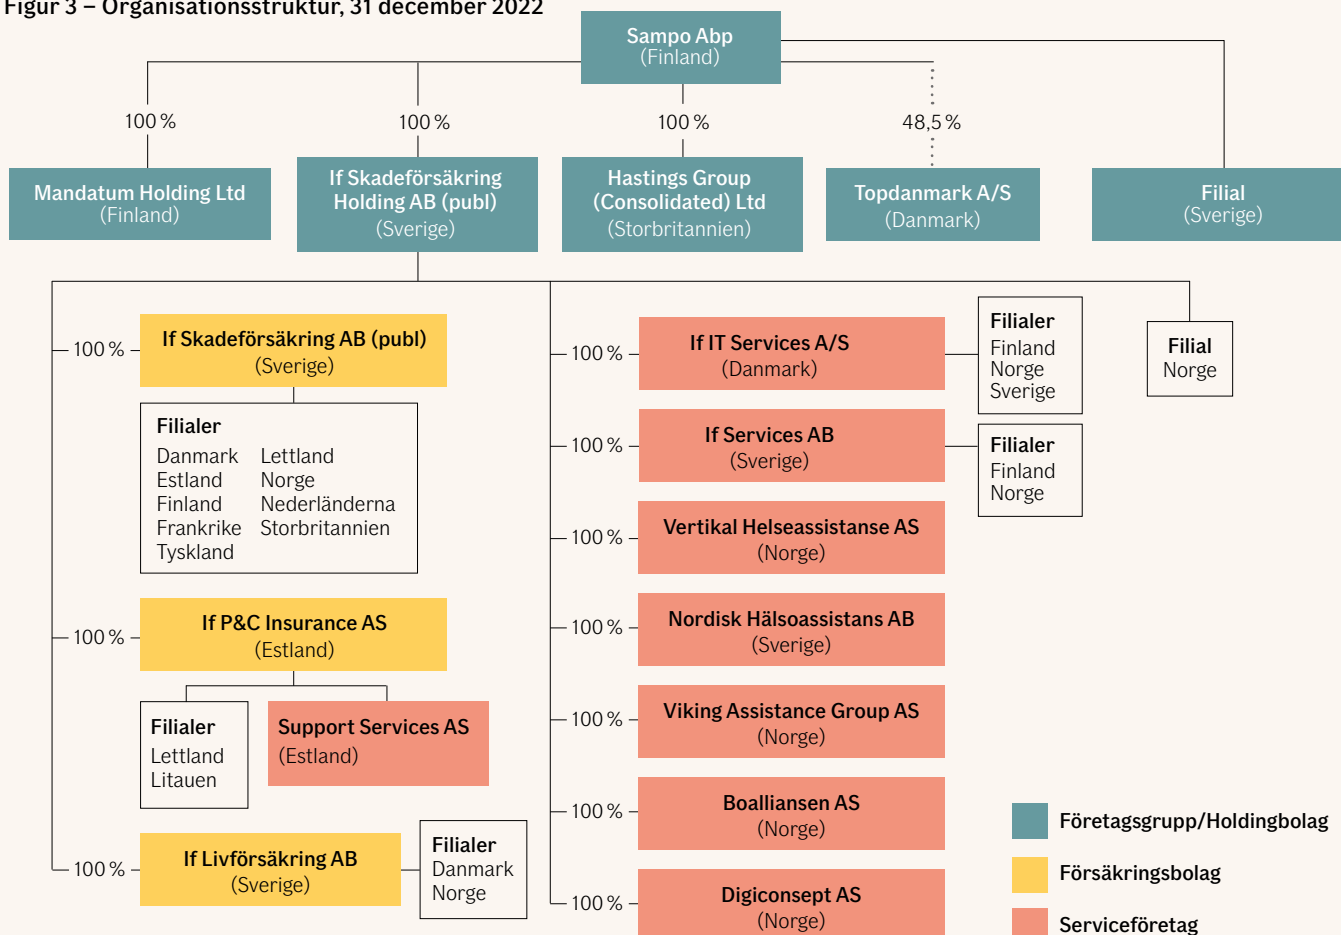 Figur 3 – Organisationsstruktur, 31 december 2022
Sampo Abp
(Finland)
100 %
100 %
100 %
48,5 %
Mandatum Holding Ltd
(Finland)
If Skadeförsäkring
Holding AB (publ)
(Sverige)
Hastings Group
(Consolidated) Ltd
(Storbritannien)
Topdanmark A/S
(Danmark)
Filial
(Sverige)
100 %
If Skadeförsäkring AB (publ)
(Sverige)
Filialer
Danmark
Estland
Finland
Frankrike
Tyskland
Lettland
Norge
Nederländerna
Storbritannien
100 %
If P&C Insurance AS
(Estland)
Filialer
Lettland
Litauen
Support Services AS
(Estland)
100 %
If Livförsäkring AB
(Sverige)
Filialer
Danmark
Norge
100 %
If IT Services A/S
(Danmark)
Filialer
Finland
Norge
Sverige
Filial
Norge
100 %
If Services AB
(Sverige)
Filialer
Finland
Norge
100 %
Vertikal Helseassistanse AS
(Norge)
100 %
Nordisk Hälsoassistans AB
(Sverige)
100 %
Viking Assistance Group AS
(Norge)
100 %
Boalliansen AS
(Norge)
100 %
Digiconsept AS
(Norge)
Företagsgrupp/Holdingbolag
Försäkringsbolag
Serviceföretag